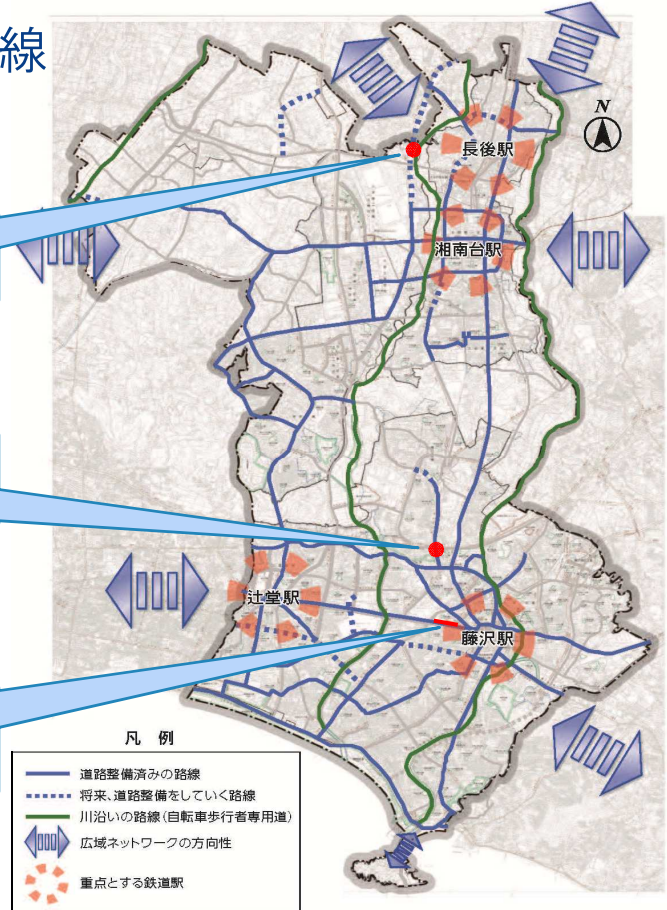 線
N
長後駅
湘南台駅
辻堂駅
藤沢駅
凡 例
道路整備済みの路線
将来、道路整備をしていく路線
川沿いの路線(自転車歩行者専用道)
広域ネットワークの方向性
重点とする鉄道駅